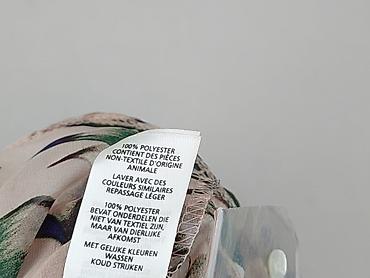 100% POLYESTER
CONTIENT DES PIÈCES
NON-TEXTILE D'ORIGINE
ANIMALE
LAVER AVEC DES
COULEURS SIMILAIRES
REPASSAGE LÉGER
100% POLYESTER
BEVAT ONDERDELEN DIE
NIET VAN TEXTIEL ZIJN,
MAAR VAN DIERLIJKE
AFKOMST
MET GELIJKE KLEUREN
WASSEN
KOUD STRIJKEN